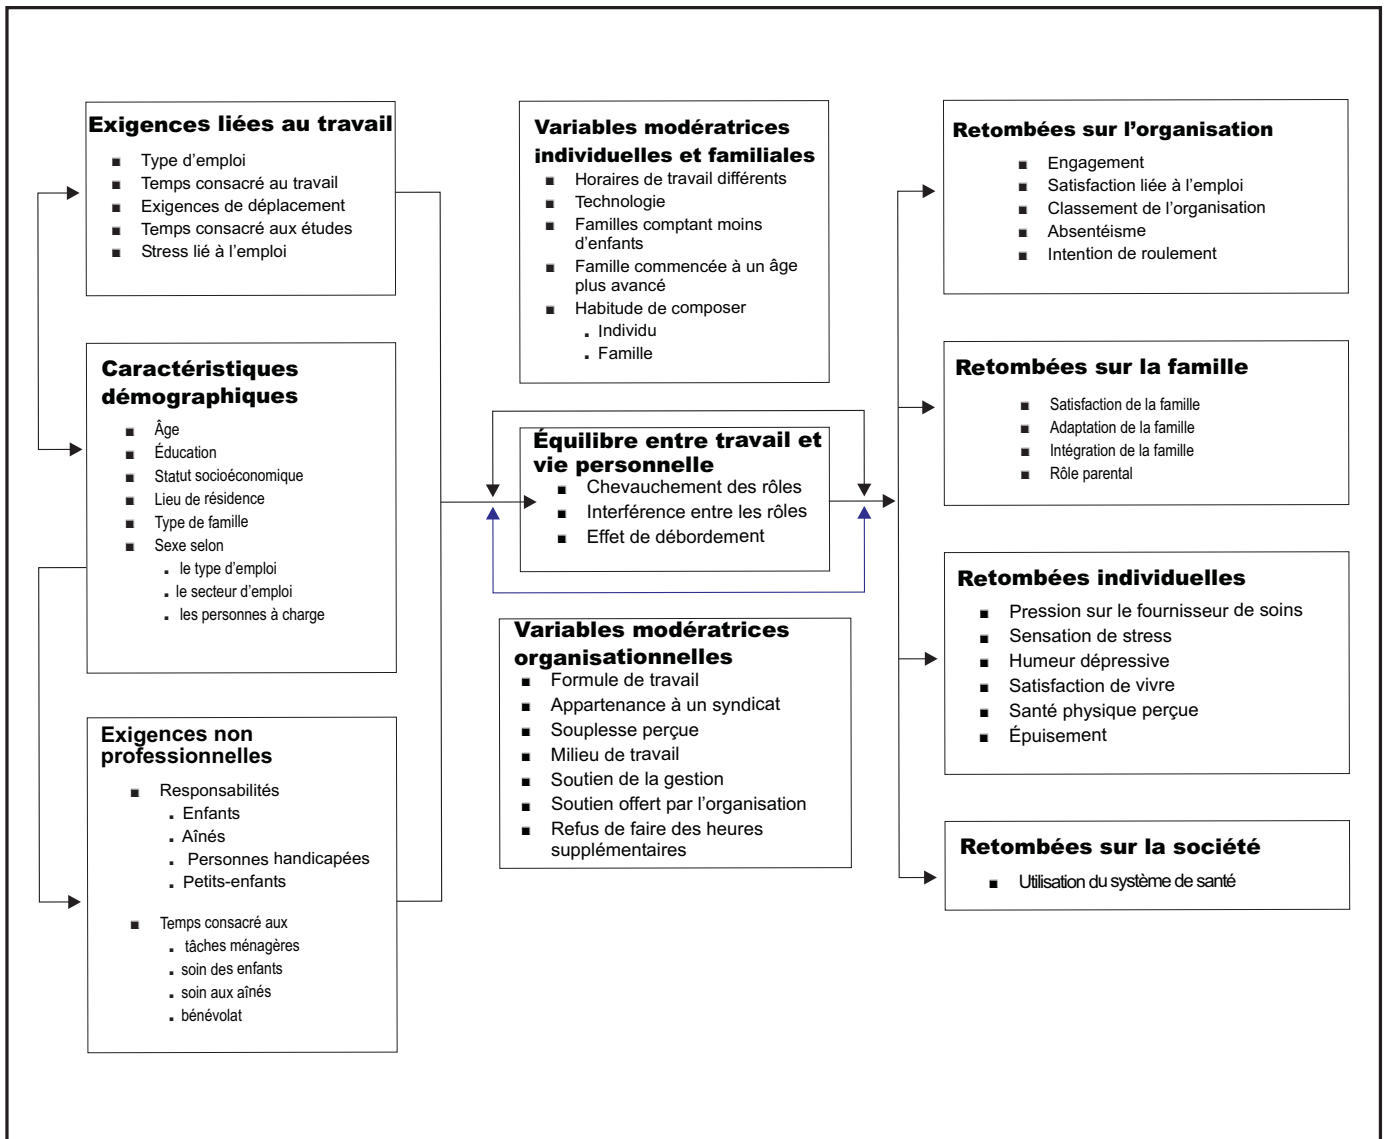 Exigences liées au travail
Type d'emploi
Temps consacré au travail
Exigences de déplacement
Temps consacré aux études
Stress lié à l'emploi
Caractéristiques
démographiques
Âge
Éducation
Statut socioéconomique
Lieu de résidence
Type de famille
Sexe selon
le type d'emploi
le secteur d'emploi
les personnes à charge
Exigences non
professionnelles
Responsabilités
Enfants
Aînés
Personnes handicapées
Petits-enfants
Temps consacré aux
tâches ménagères
soin des enfants
soin aux aînés
bénévolat
Variables modératrices
individuelles et familiales
Horaires de travail différents
Technologie
Familles comptant moins
d'enfants
Famille commencée à un âge
plus avancé
Habitude de composer
Individu
Famille
Équilibre entre travail et
vie personnelle
Chevauchement des rôles
Interférence entre les rôles
Effet de débordement
Variables modératrices
organisationnelles
Formule de travail
Appartenance à un syndicat
Souplesse perçue
Milieu de travail
Soutien de la gestion
Soutien offert par l'organisation
Refus de faire des heures
supplémentaires
Retombées sur l'organisation
Engagement
Satisfaction liée à l'emploi
Classement de l'organisation
Absentéisme
Intention de roulement
Retombées sur la famille
Satisfaction de la famille
Adaptation de la famille
Intégration de la famille
Rôle parental
Retombées individuelles
Pression sur le fournisseur de soins
Sensation de stress
Humeur dépressive
Satisfaction de vivre
Santé physique perçue
Épuisement
Retombées sur la société
Utilisation du système de santé